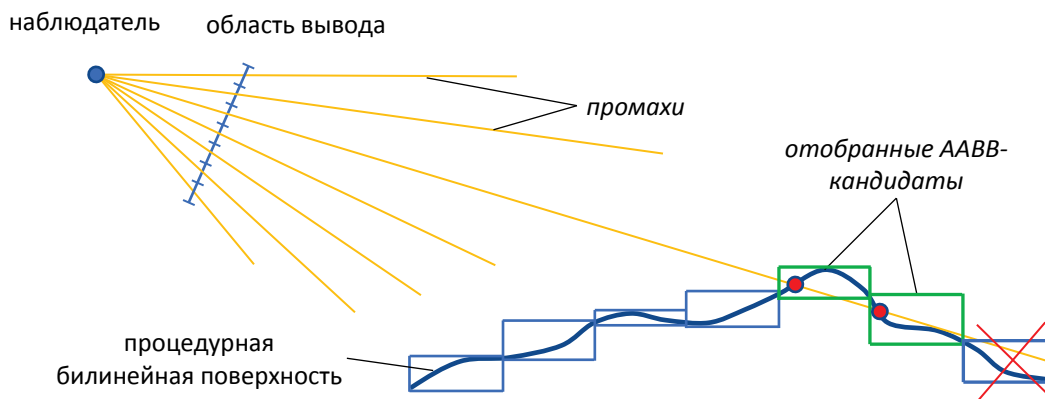 наблюдатель
область вывода
промахи
отобранные AABB-
кандидаты
процедурная
билинейная поверхность